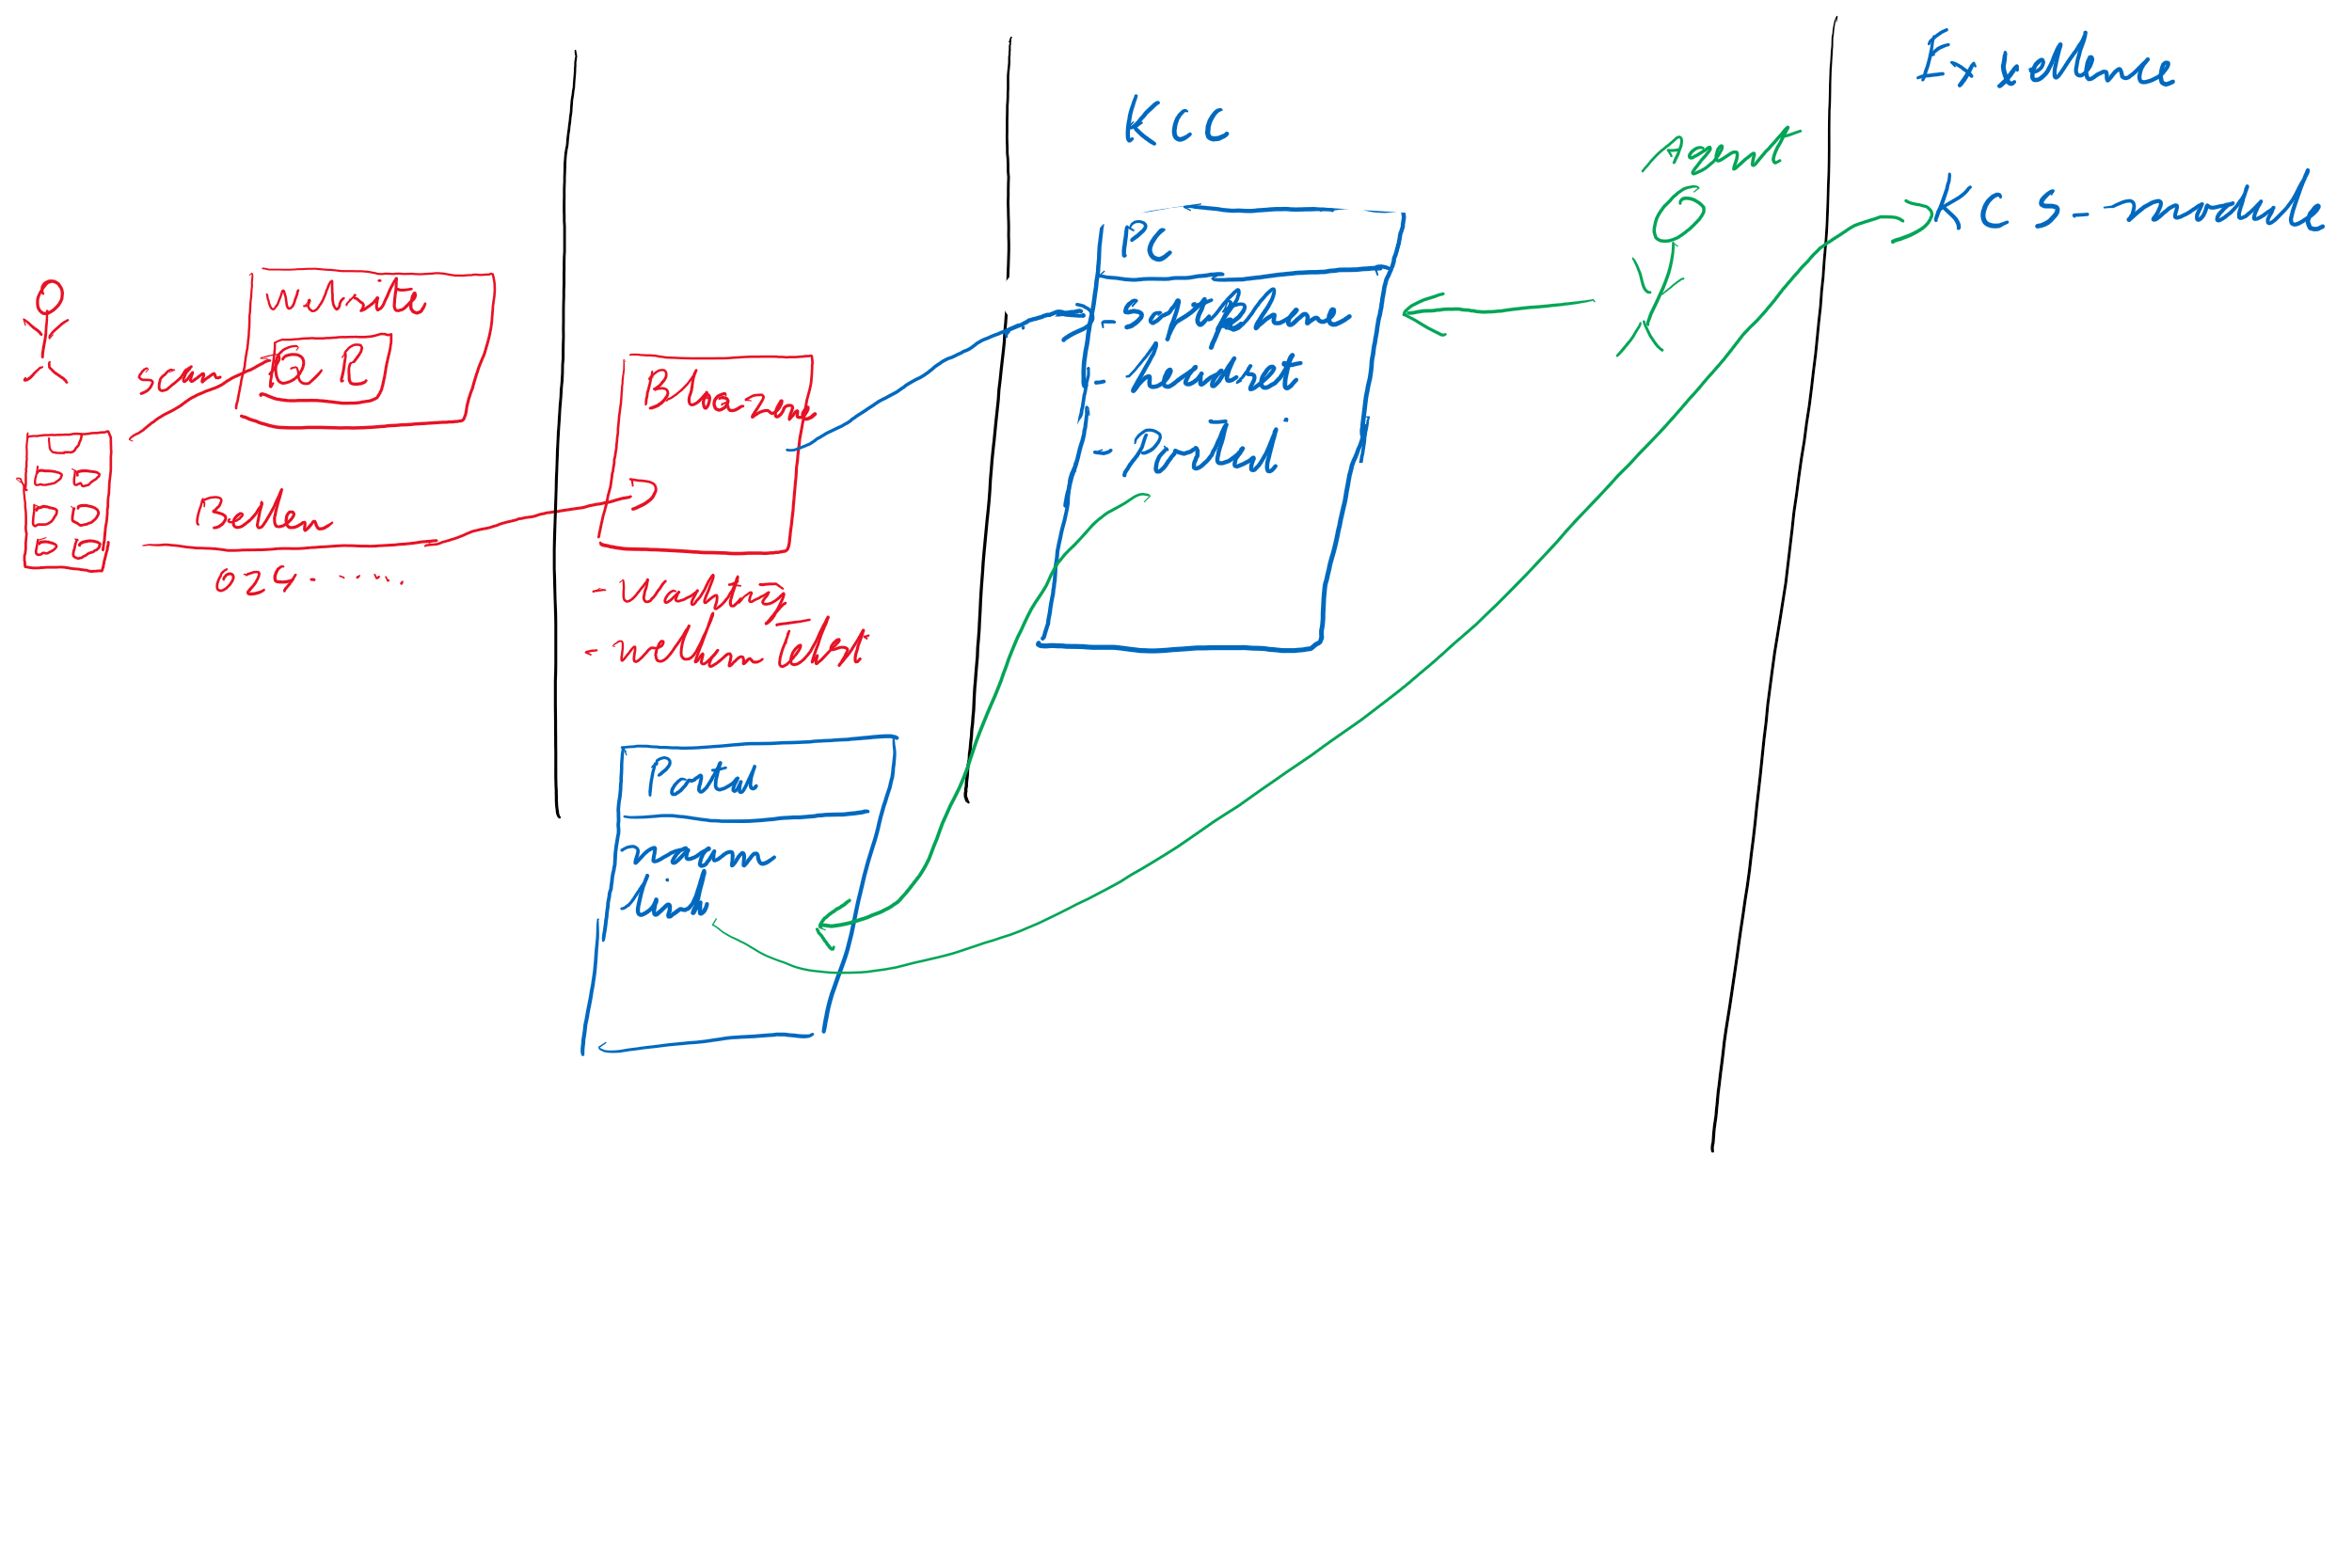 scan
Website
QR
Bellen
024.......
Buozzme
- wachtrij
- welkom Tekst
Portal
naam
Link
KCC
PC
- softphone
- headset
- Portal
Agent
Exxellence
KCS-module